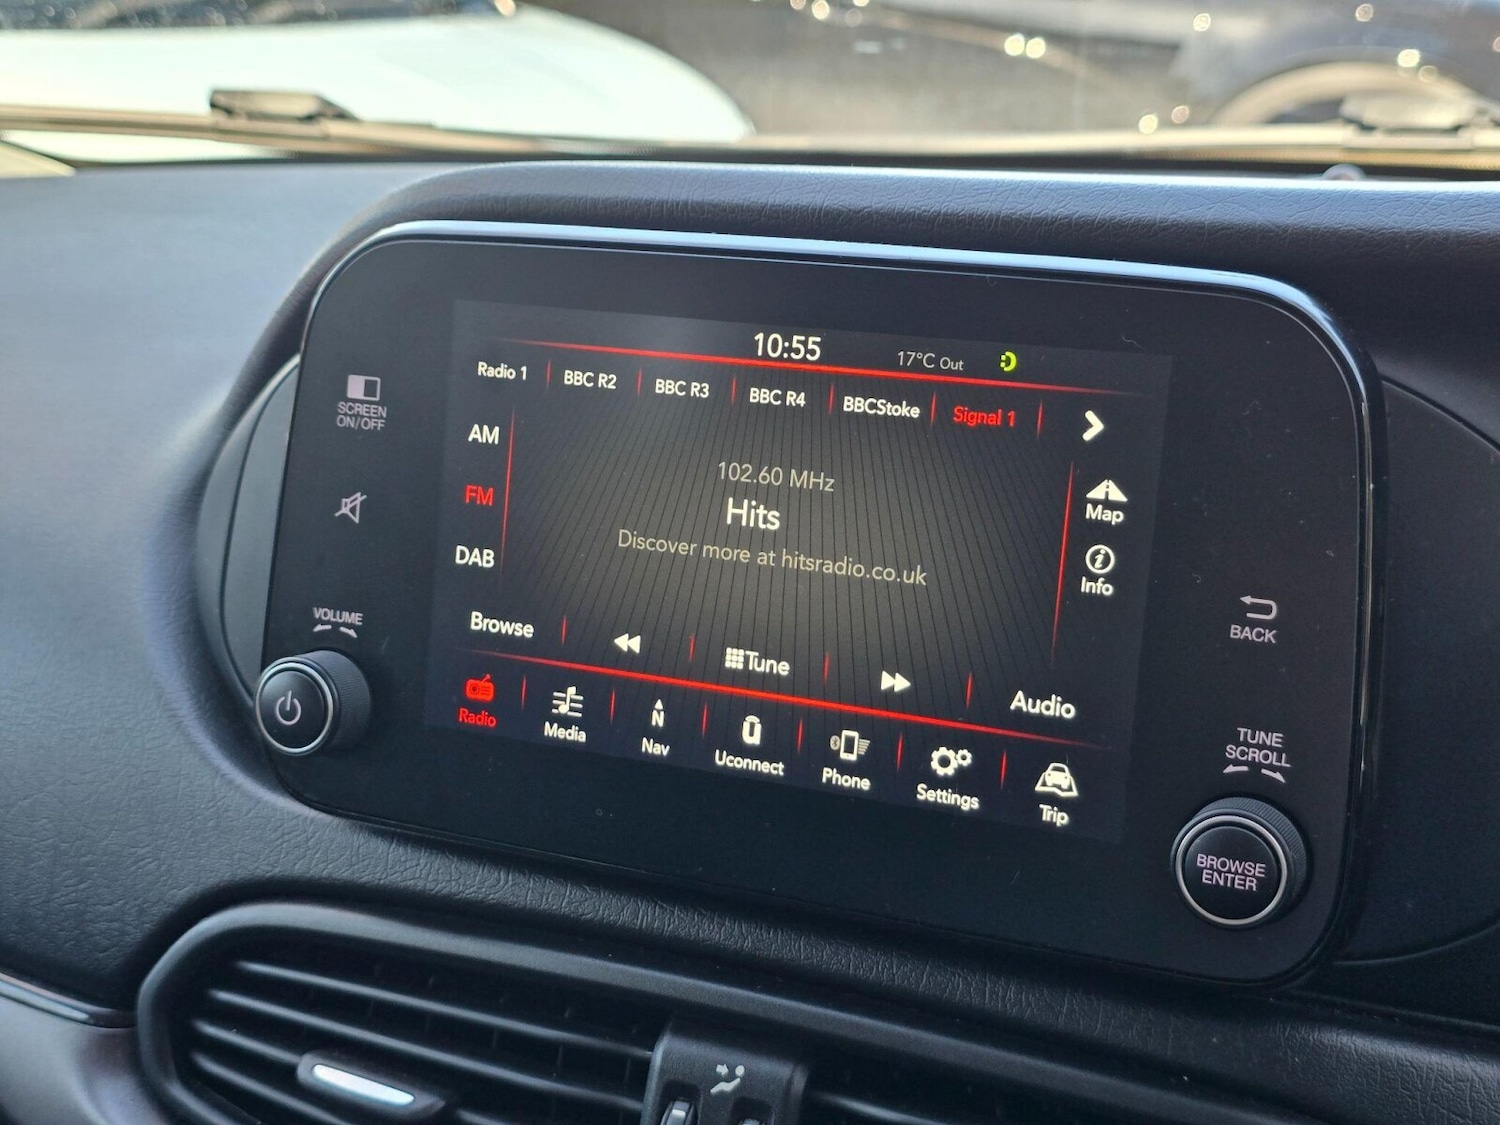 10:55
17°C Out
Radio 1
BBC R2
BBC R3
BBC R4
BBCStoke
Signal 1
SCREEN
ON/OFF
AM
FM
DAB
102.60 MHz
Hits
Discover more at hitsradio.co.uk
Map
Info
VOLUME
BACK
Browse
Tune
Audio
Radio
Media
N
Nav
Uconnect
Phone
Settings
Trip
TUNE
SCROLL
BROWSE
ENTER